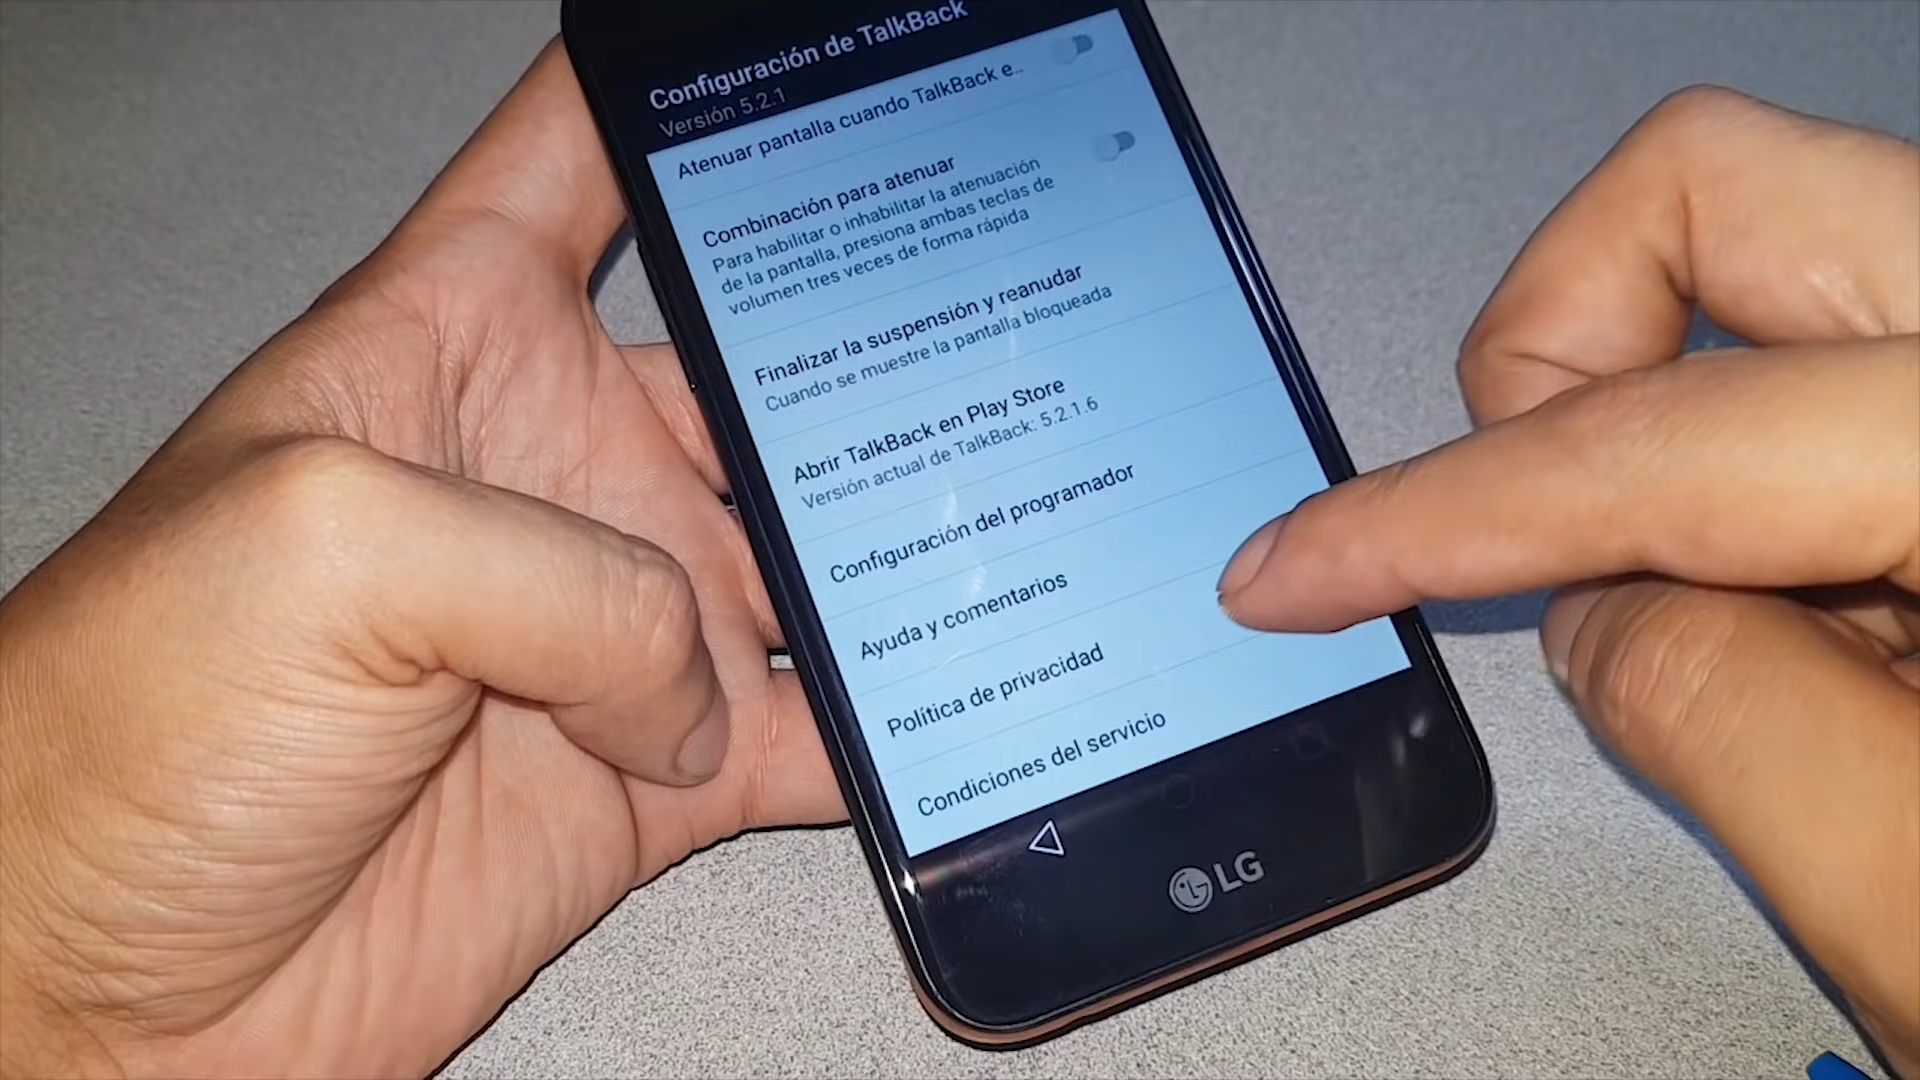 Configuración de TalkBack
Versión 5.2.1
Atenuar pantalla cuando TalkBack e..
Combinación para atenuar
Para habilitar o inhabilitar la atenuación
de la pantalla, presiona ambas teclas de
volumen tres veces de forma rápida
Finalizar la suspensión y reanudar
Cuando se muestre la pantalla bloqueada
Abrir TalkBack en Play Store
Versión actual de TalkBack: 5.2.1.6
Configuración del programador
Ayuda y comentarios
Política de privacidad
Condiciones del servicio
LG